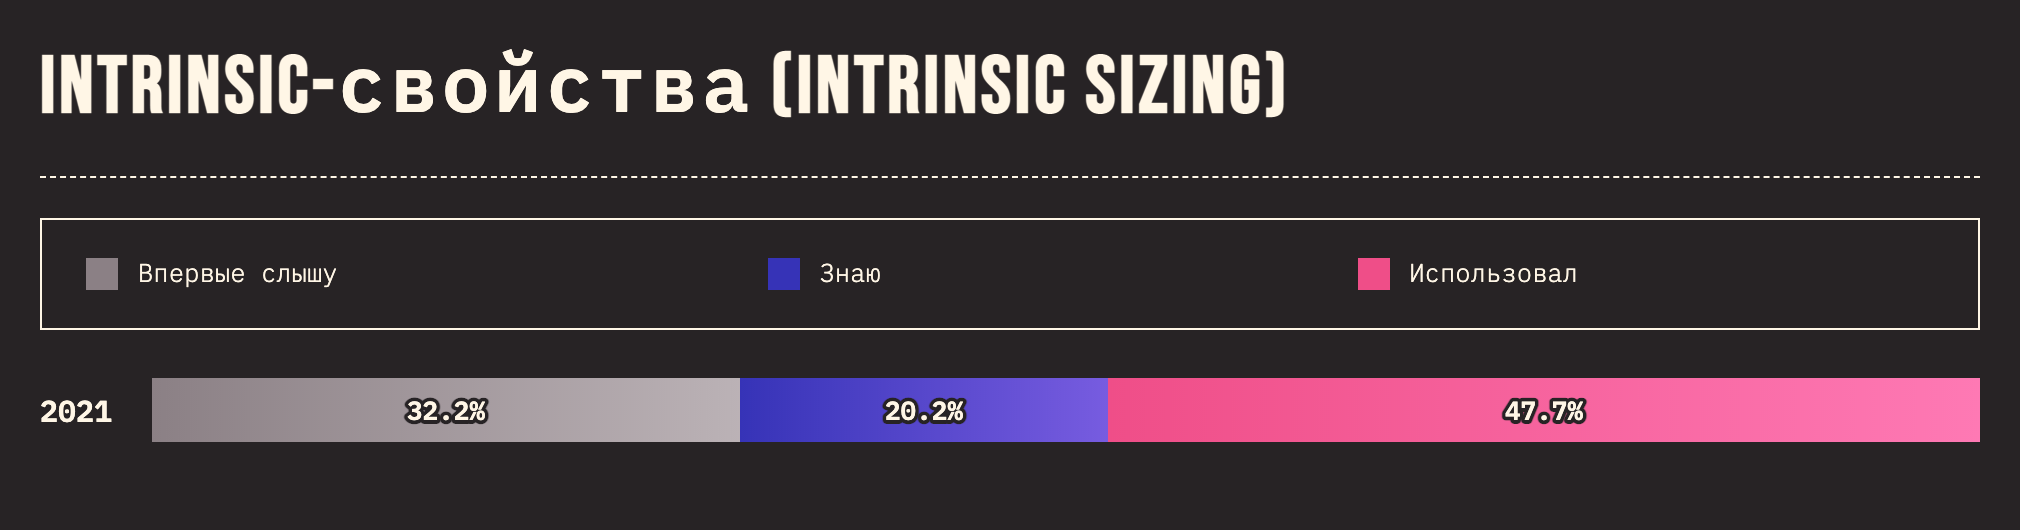 INTRINSIC-свойства (INTRINSIC SIZING)
Впервые слышу Знаю Использовал
2021 32.2% 20.2% 47.7%